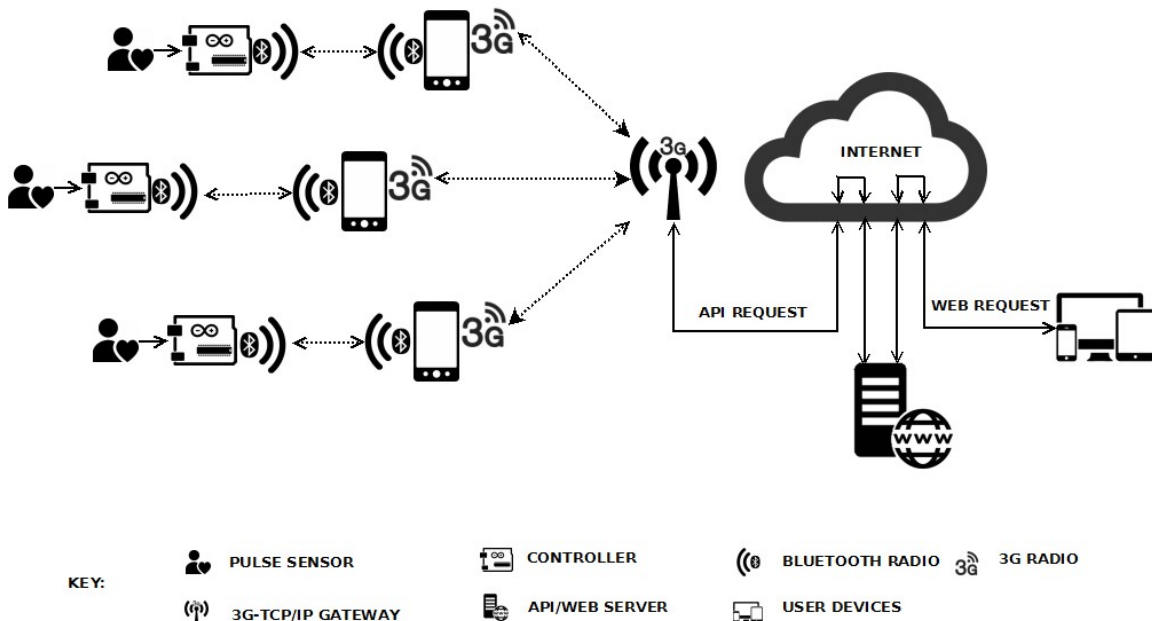 3G
3G
INTERNET
3G
3G
API REQUEST
WEB REQUEST
WWW
PULSE SENSOR
CONTROLLER
BLUETOOTH RADIO
3G
3G RADIO
KEY:
3G-TCP/IP GATEWAY
API/WEB SERVER
USER DEVICES